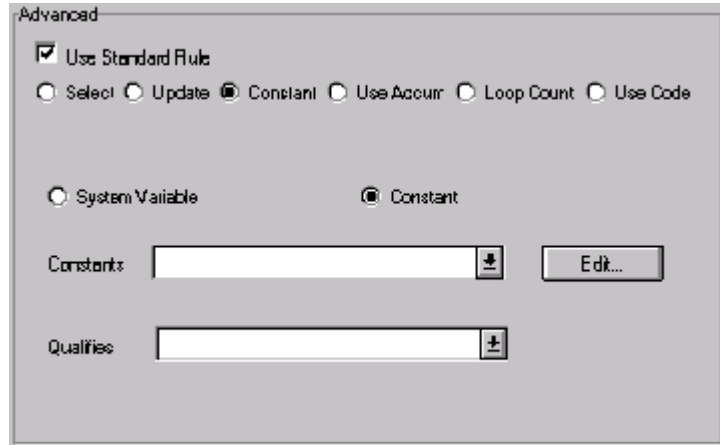 Advanced
Use Standard Rule
Select Update Constant Use Accum Loop Count Use Code
System Variable Constant
Constants Edit...
Qualifies